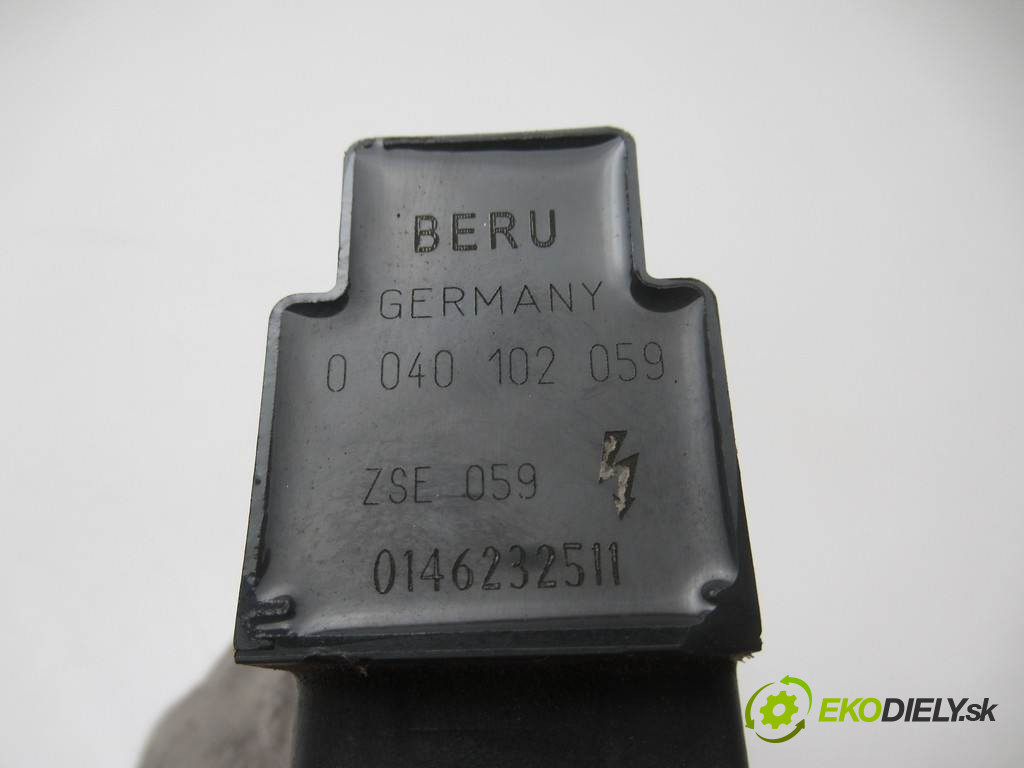 BERU
GERMANY
0 040 102 059
ZSE 059
0146232511
EKODIELY.sk